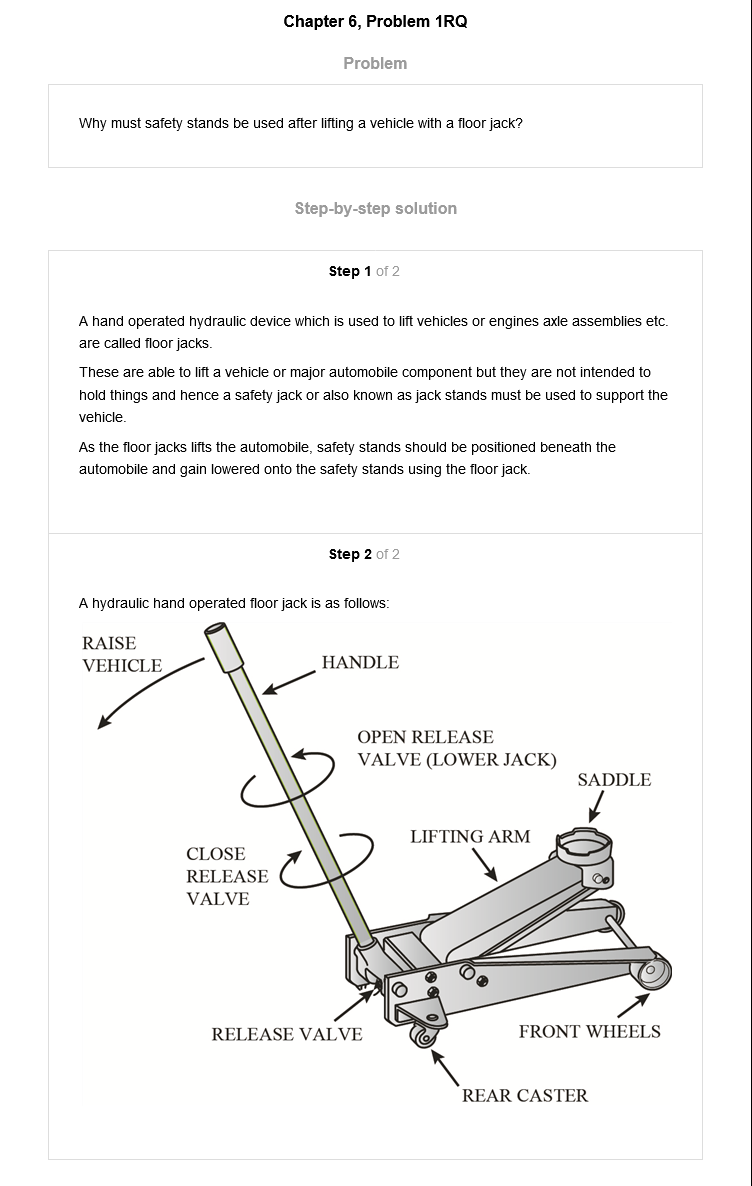 Chapter 6, Problem 1RQ
Problem
Why must safety stands be used after lifting a vehicle with a floor jack?
Step-by-step solution
Step 1 of 2
A hand operated hydraulic device which is used to lift vehicles or engines axle assemblies etc.
are called floor jacks.
These are able to lift a vehicle or major automobile component but they are not intended to
hold things and hence a safety jack or also known as jack stands must be used to support the
vehicle.
As the floor jacks lifts the automobile, safety stands should be positioned beneath the
automobile and gain lowered onto the safety stands using the floor jack.
Step 2 of 2
A hydraulic hand operated floor jack is as follows:
RAISE
VEHICLE
HANDLE
OPEN RELEASE
VALVE (LOWER JACK)
SADDLE
LIFTING ARM
CLOSE
RELEASE
VALVE
RELEASE VALVE
FRONT WHEELS
REAR CASTER